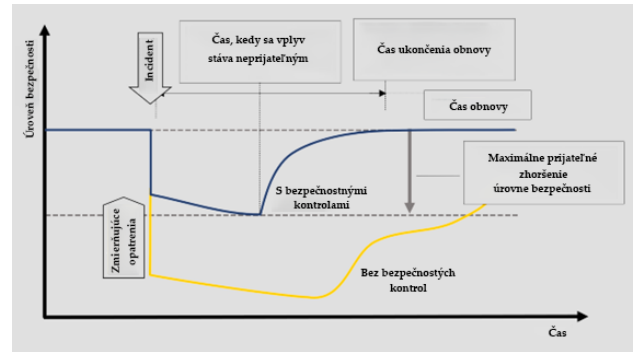 Úroveň bezpečnosti
Incident
Čas, kedy sa vplyv
stáva neprijateľným
Čas ukončenia obnovy
Čas obnovy
Maximálne prijateľné
zhoršenie
úrovne bezpečnosti
S bezpečnostnými
kontrolami
Zmierňujúce
opatrenia
Bez bezpečostých
kontrol
Čas